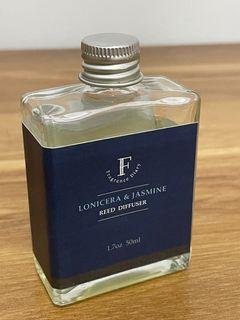 F
Fragrance Diary
LONICERA & JASMINE
REED DIFFUSER
1.7oz 50ml